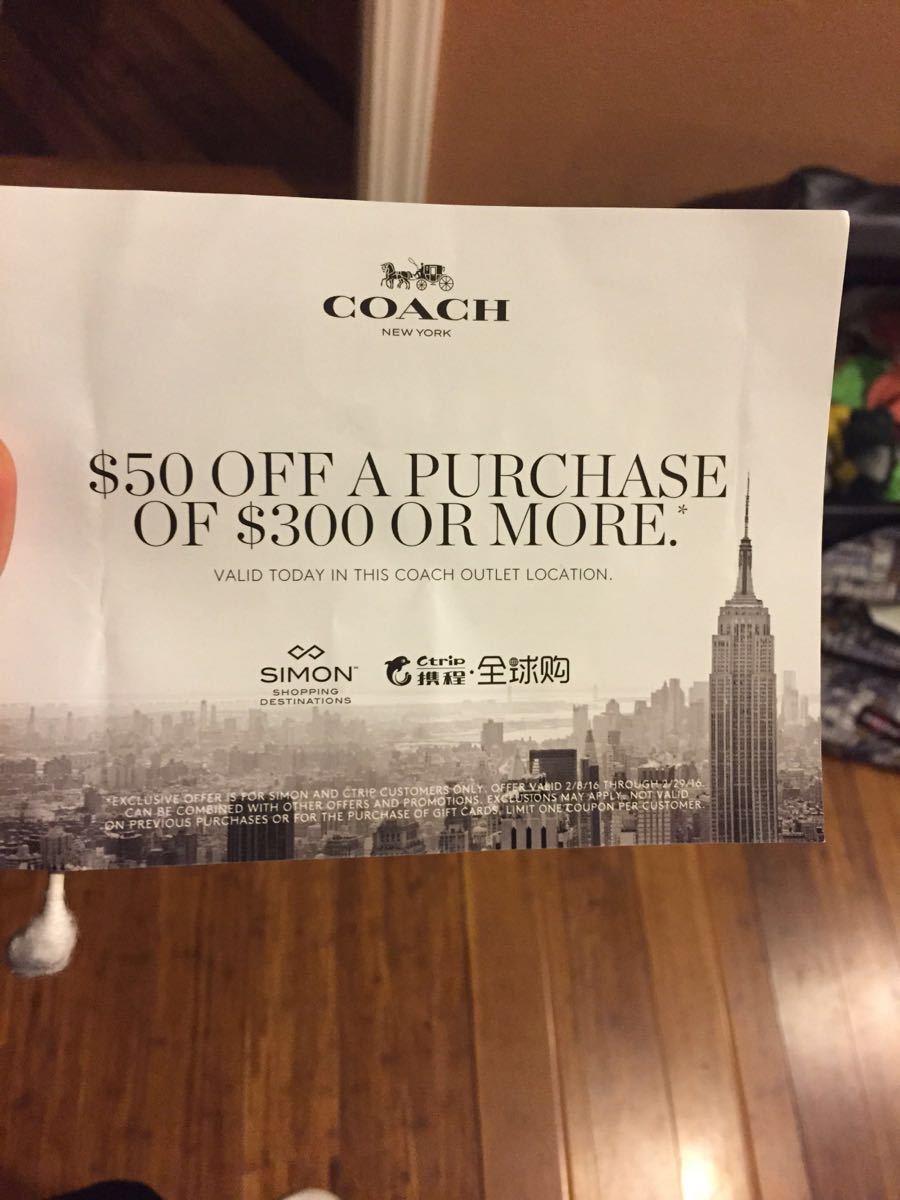 COACH
NEW YORK
$50 OFF A PURCHASE
OF $300 OR MORE.*
VALID TODAY IN THIS COACH OUTLET LOCATION.
SIMON™
SHOPPING
DESTINATIONS
Ctrip
携程·全球购
*EXCLUSIVE OFFER IS FOR SIMON AND CTRIP CUSTOMERS ONLY. OFFER VALID 2/8/16 THROUGH 2/29/16.
CAN BE COMBINED WITH OTHER OFFERS AND PROMOTIONS. EXCLUSIONS MAY APPLY. NOT VALID
ON PREVIOUS PURCHASES OR FOR THE PURCHASE OF GIFT CARDS. LIMIT ONE COUPON PER CUSTOMER.